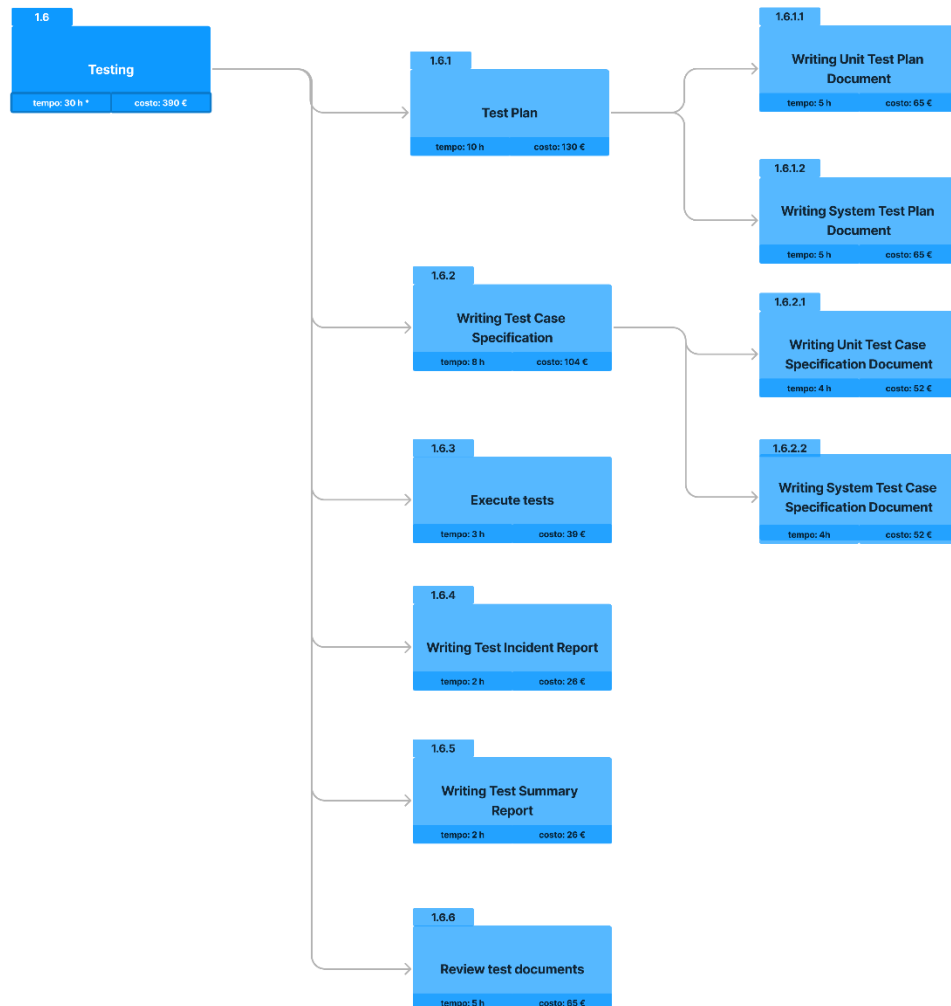 1.6
Testing
tempo: 30 h *
costo: 390 €
1.6.1
Test Plan
tempo: 10 h
costo: 130 €
1.6.1.1
Writing Unit Test Plan
Document
tempo: 5 h
costo: 65 €
1.6.1.2
Writing System Test Plan
Document
tempo: 5 h
costo: 65 €
1.6.2
Writing Test Case
Specification
tempo: 8 h
costo: 104 €
1.6.2.1
Writing Unit Test Case
Specification Document
tempo: 4 h
costo: 52 €
1.6.2.2
Writing System Test Case
Specification Document
tempo: 4h
costo: 52 €
1.6.3
Execute tests
tempo: 3 h
costo: 39 €
1.6.4
Writing Test Incident Report
tempo: 2 h
costo: 26 €
1.6.5
Writing Test Summary
Report
tempo: 2 h
costo: 26 €
1.6.6
Review test documents
tempo: 5 h
costo: 65 €